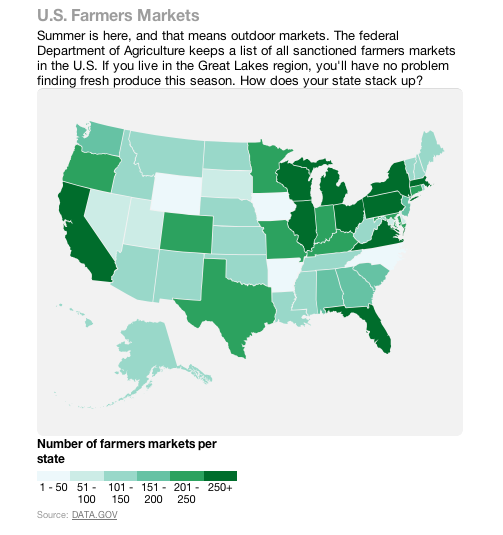 U.S. Farmers Markets
Summer is here, and that means outdoor markets. The federal
Department of Agriculture keeps a list of all sanctioned farmers markets
in the U.S. If you live in the Great Lakes region, you'll have no problem
finding fresh produce this season. How does your state stack up?
Number of farmers markets per
state
1 - 50
51 -
100
101 -
150
151 -
200
201 -
250
250+
Source: DATA.GOV